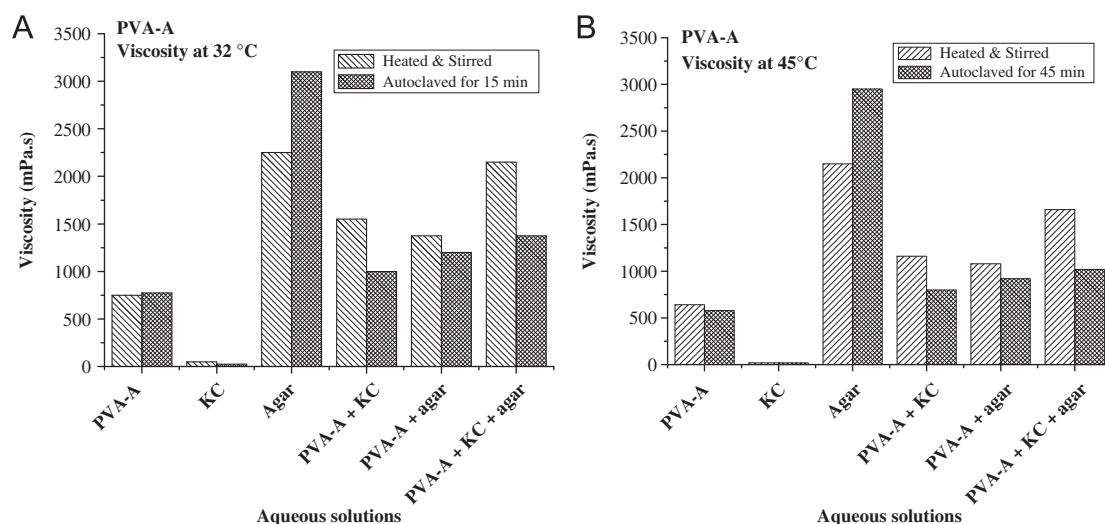 A
PVA-A
Viscosity at 32 °C
Heated & Stirred
Autoclaved for 15 min
Viscosity (mPa.s)
3500
3000
2500
2000
1500
1000
500
0
PVA-A
KC
Agar
PVA-A + KC
PVA-A + agar
PVA-A + KC + agar
Aqueous solutions
B
PVA-A
Viscosity at 45°C
Heated & Stirred
Autoclaved for 45 min
Viscosity (mPa.s)
3500
3000
2500
2000
1500
1000
500
0
PVA-A
KC
Agar
PVA-A + KC
PVA-A + agar
PVA-A + KC + agar
Aqueous solutions